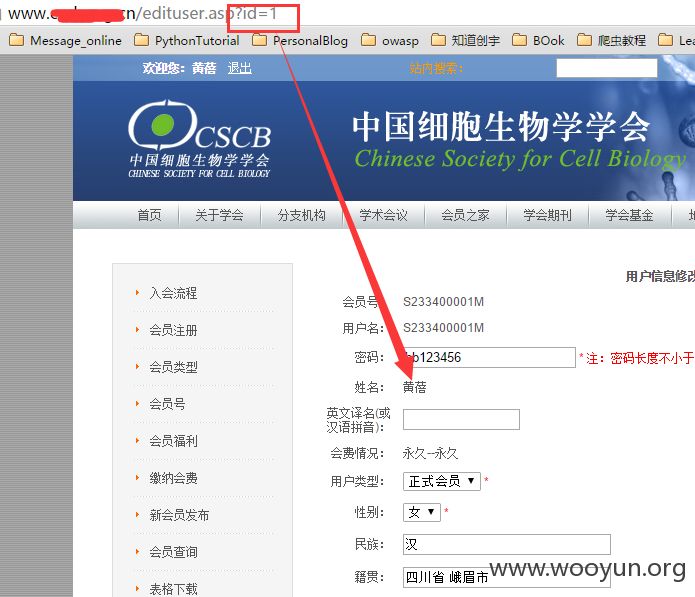 www.c n/edituser.asp?id=1
Message_online PythonTutorial PersonalBlog owasp 知道创宇 BOok 爬虫教程 Lea
欢迎您: 黄蓓 退出 站内搜索:
CSCB
中国细胞生物学学会
CHINESE SOCIETY FOR CELL BIOLOGY
中国细胞生物学学会
Chinese Society for Cell Biology
首页 关于学会 分支机构 学术会议 会员之家 学会期刊 学会基金
用户信息修改
入会流程
会员注册
会员类型
会员号
会员福利
缴纳会费
新会员发布
会员查询
表格下载
会员号 S233400001M
用户名: S233400001M
密码: b123456 *注: 密码长度不小于
姓名: 黄蓓
英文译名(或汉语拼音):
会费情况: 永久--永久
用户类型: 正式会员 *
性别: 女 *
民族: 汉
籍贯: 四川省 峨眉市
www.wooyun.org